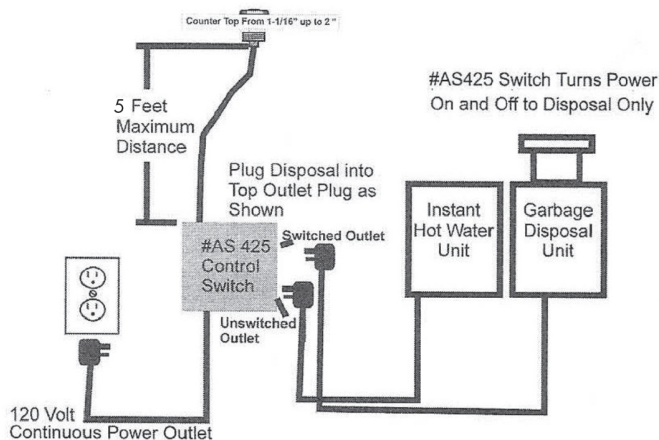 Counter Top From 1-1/16" up to 2 "
5 Feet
Maximum
Distance
#AS425 Switch Turns Power
On and Off to Disposal Only
Plug Disposal into
Top Outlet Plug as
Shown
Switched Outlet
#AS 425
Control
Switch
Unswitched
Outlet
Instant
Hot Water
Unit
Garbage
Disposal
Unit
120 Volt
Continuous Power Outlet